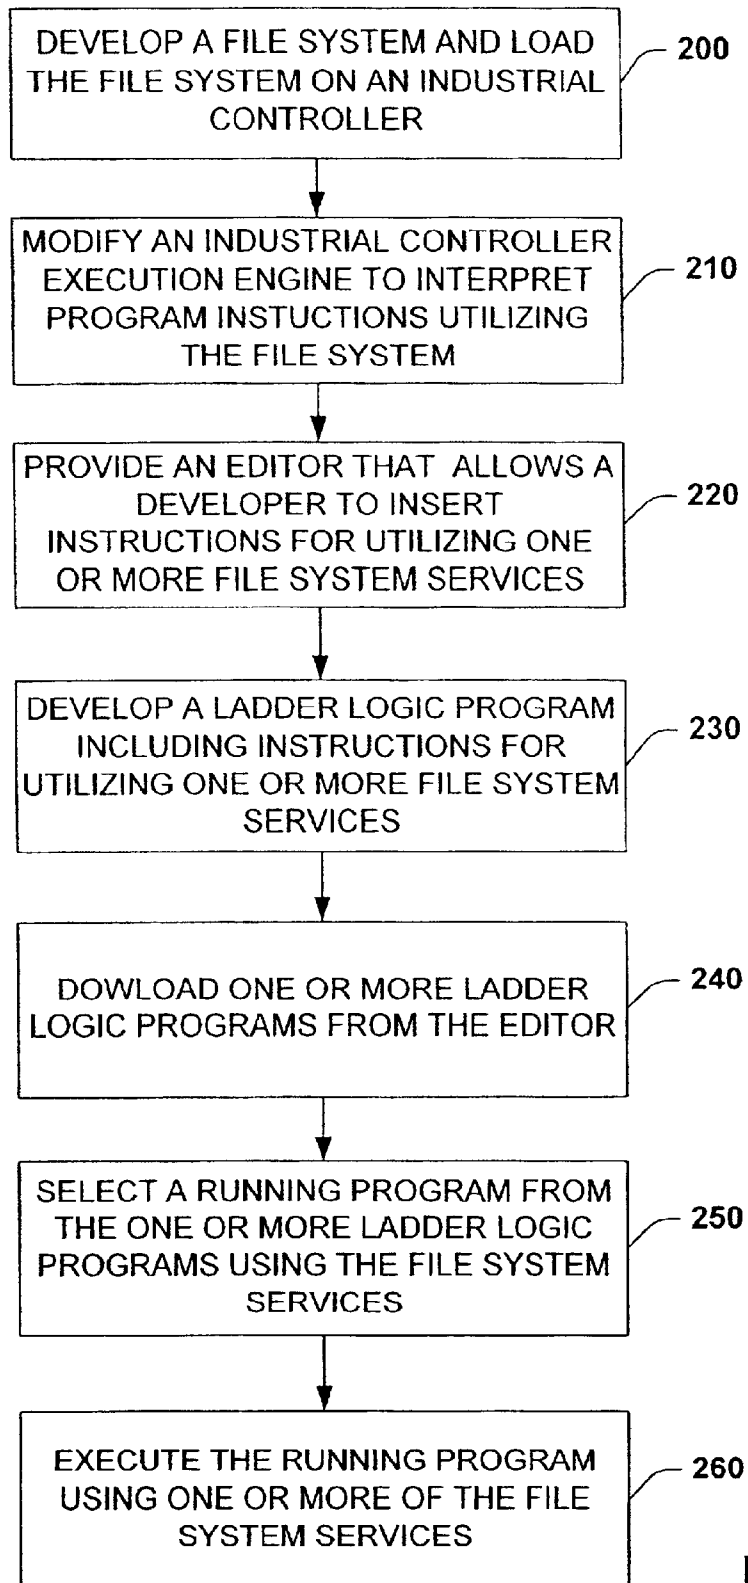 DEVELOP A FILE SYSTEM AND LOAD
THE FILE SYSTEM ON AN INDUSTRIAL
CONTROLLER
200
MODIFY AN INDUSTRIAL CONTROLLER
EXECUTION ENGINE TO INTERPRET
PROGRAM INSTUCTIONS UTILIZING
THE FILE SYSTEM
210
PROVIDE AN EDITOR THAT ALLOWS A
DEVELOPER TO INSERT
INSTRUCTIONS FOR UTILIZING ONE
OR MORE FILE SYSTEM SERVICES
220
DEVELOP A LADDER LOGIC PROGRAM
INCLUDING INSTRUCTIONS FOR
UTILIZING ONE OR MORE FILE SYSTEM
SERVICES
230
DOWLOAD ONE OR MORE LADDER
LOGIC PROGRAMS FROM THE EDITOR
240
SELECT A RUNNING PROGRAM FROM
THE ONE OR MORE LADDER LOGIC
PROGRAMS USING THE FILE SYSTEM
SERVICES
250
EXECUTE THE RUNNING PROGRAM
USING ONE OR MORE OF THE FILE
SYSTEM SERVICES
260